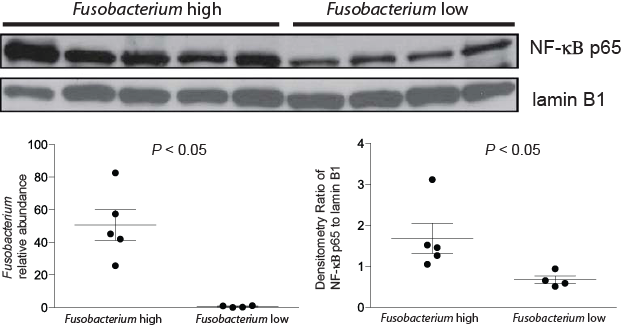 Fusobacterium high Fusobacterium low
NF-κB p65
lamin B1
P < 0.05
100
80
60
40
20
0
Fusobacterium
relative abundance
Fusobacterium high Fusobacterium low
P < 0.05
4
3
2
1
0
Densitometry Ratio of
NF-κB p65 to lamin B1
Fusobacterium high Fusobacterium low